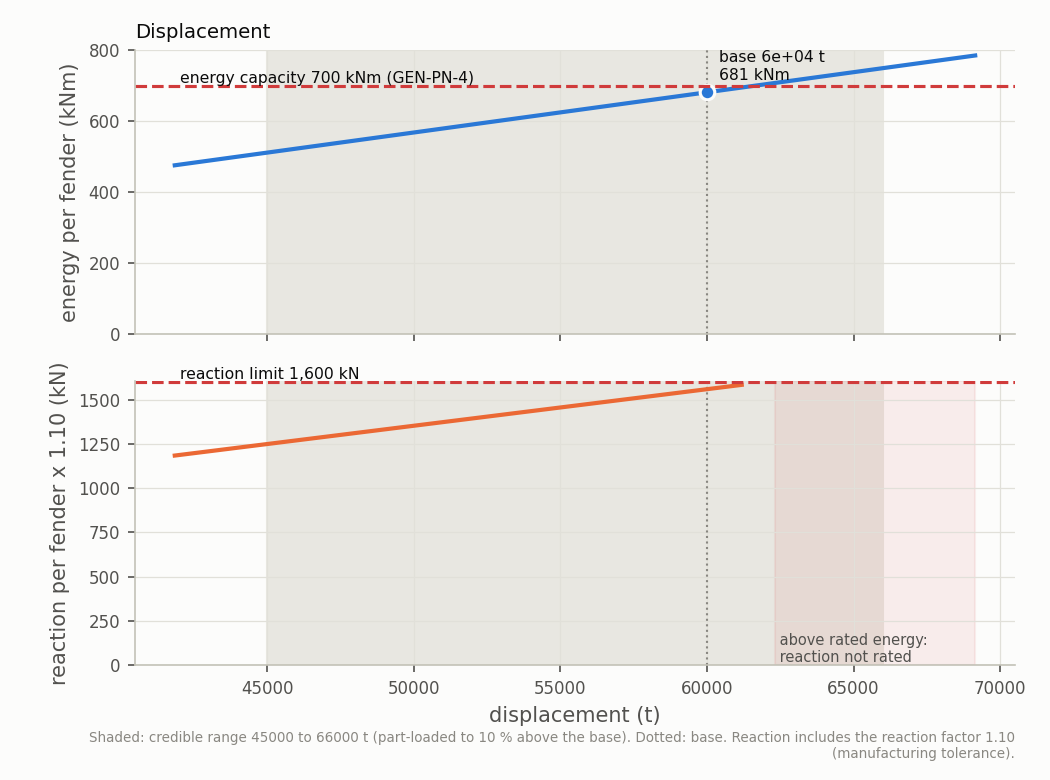 Displacement
energy per fender (kNm)
800
600
400
200
0
energy capacity 700 kNm (GEN-PN-4)
base 6e+04 t
681 kNm
reaction per fender x 1.10 (kN)
1500
1250
1000
750
500
250
0
reaction limit 1,600 kN
above rated energy:
reaction not rated
45000
50000
55000
60000
65000
70000
displacement (t)
Shaded: credible range 45000 to 66000 t (part-loaded to 10 % above the base). Dotted: base. Reaction includes the reaction factor 1.10
(manufacturing tolerance).